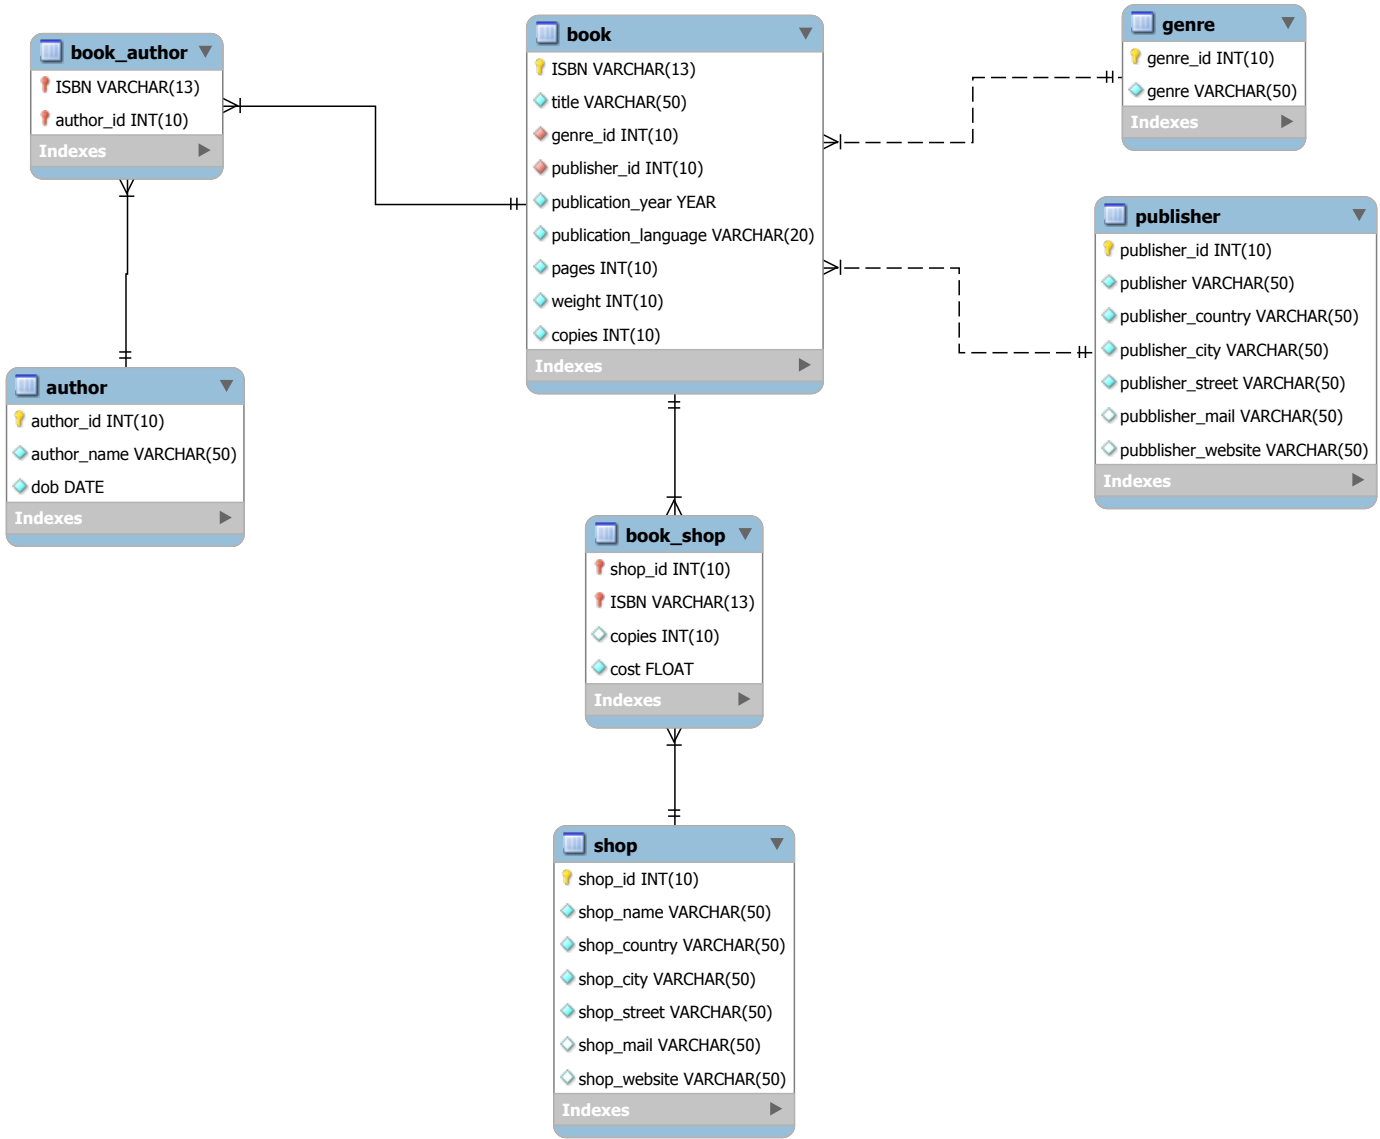 book_author
ISBN VARCHAR(13)
author_id INT(10)
Indexes
author
author_id INT(10)
author_name VARCHAR(50)
dob DATE
Indexes
book
ISBN VARCHAR(13)
title VARCHAR(50)
genre_id INT(10)
publisher_id INT(10)
publication_year YEAR
publication_language VARCHAR(20)
pages INT(10)
weight INT(10)
copies INT(10)
Indexes
book_shop
shop_id INT(10)
ISBN VARCHAR(13)
copies INT(10)
cost FLOAT
Indexes
shop
shop_id INT(10)
shop_name VARCHAR(50)
shop_country VARCHAR(50)
shop_city VARCHAR(50)
shop_street VARCHAR(50)
shop_mail VARCHAR(50)
shop_website VARCHAR(50)
Indexes
genre
genre_id INT(10)
genre VARCHAR(50)
Indexes
publisher
publisher_id INT(10)
publisher VARCHAR(50)
publisher_country VARCHAR(50)
publisher_city VARCHAR(50)
publisher_street VARCHAR(50)
pubblisher_mail VARCHAR(50)
pubblisher_website VARCHAR(50)
Indexes